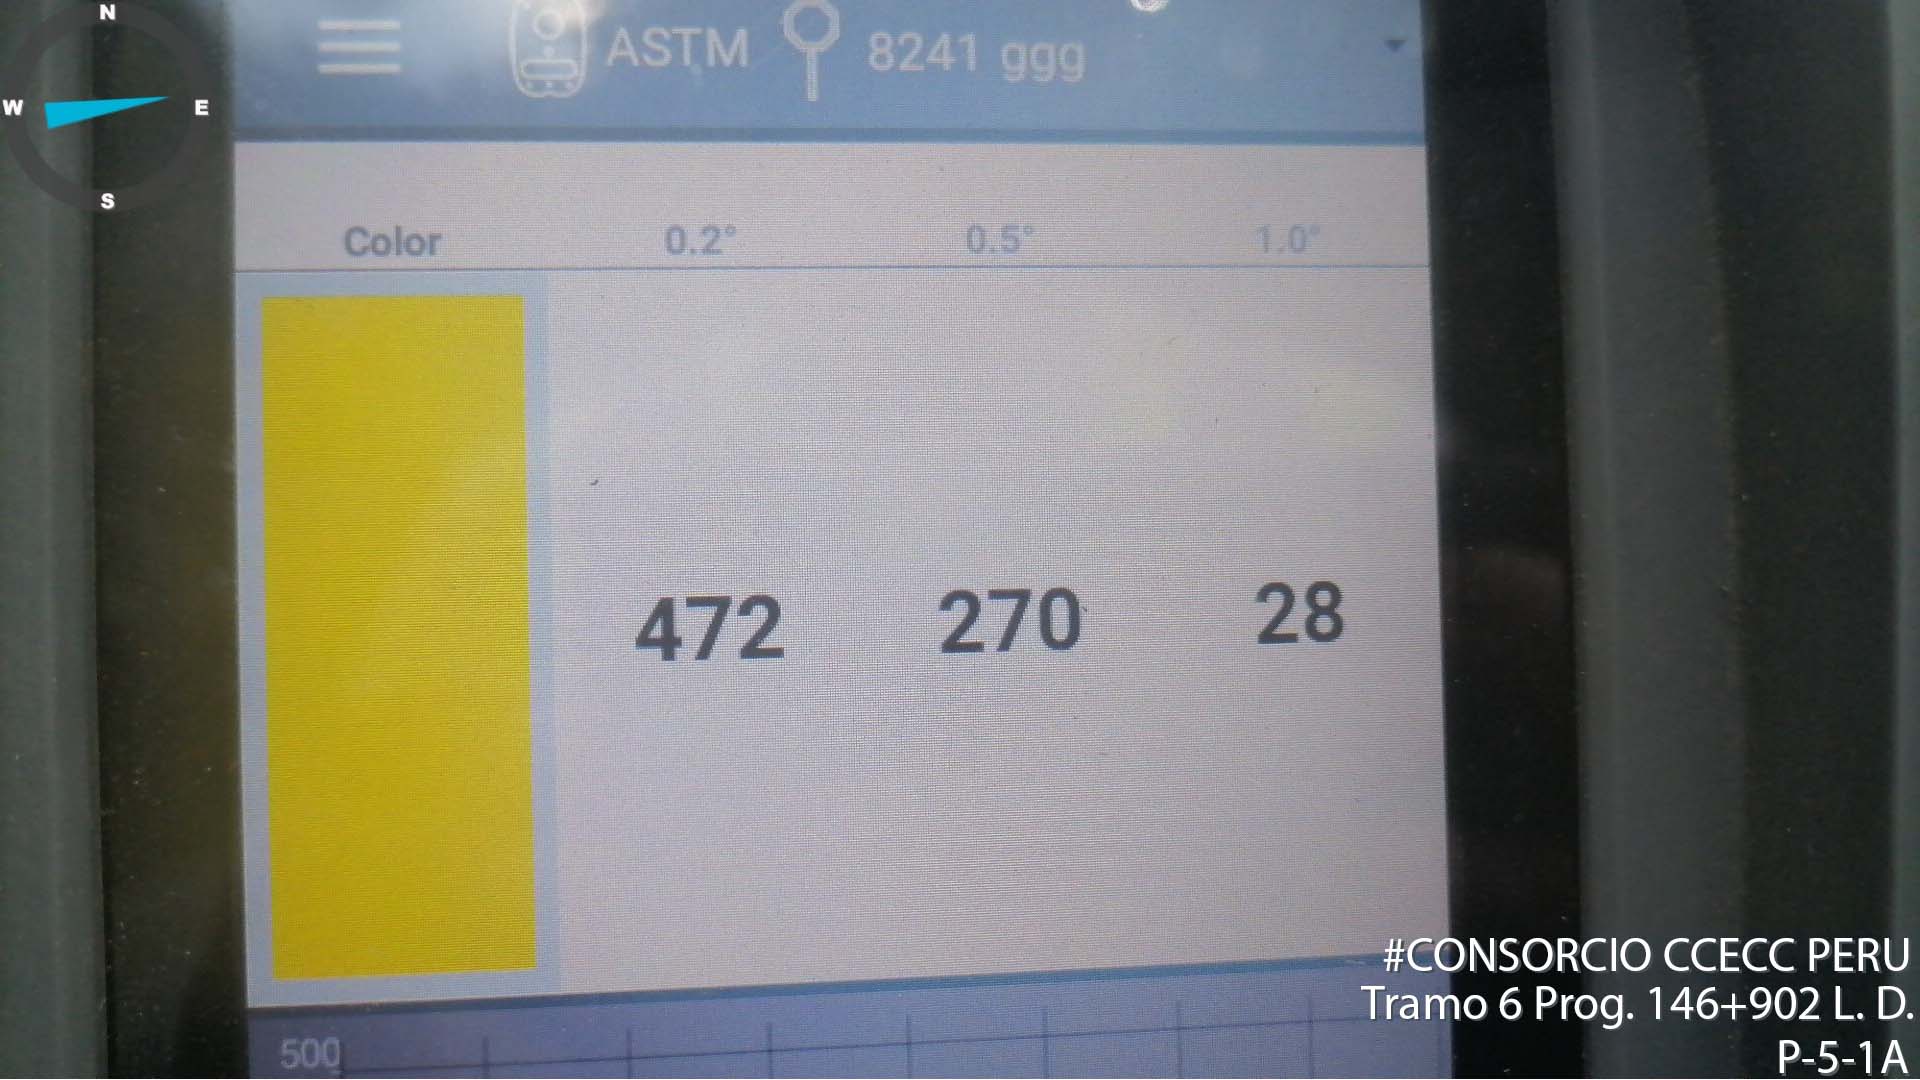 N
W E
S
ASTM 8241 ggg
Color 0.2° 0.5° 1.0°
472 270 28
500
#CONSORCIO CCECC PERU
Tramo 6 Prog. 146+902 L. D.
P-5-1A